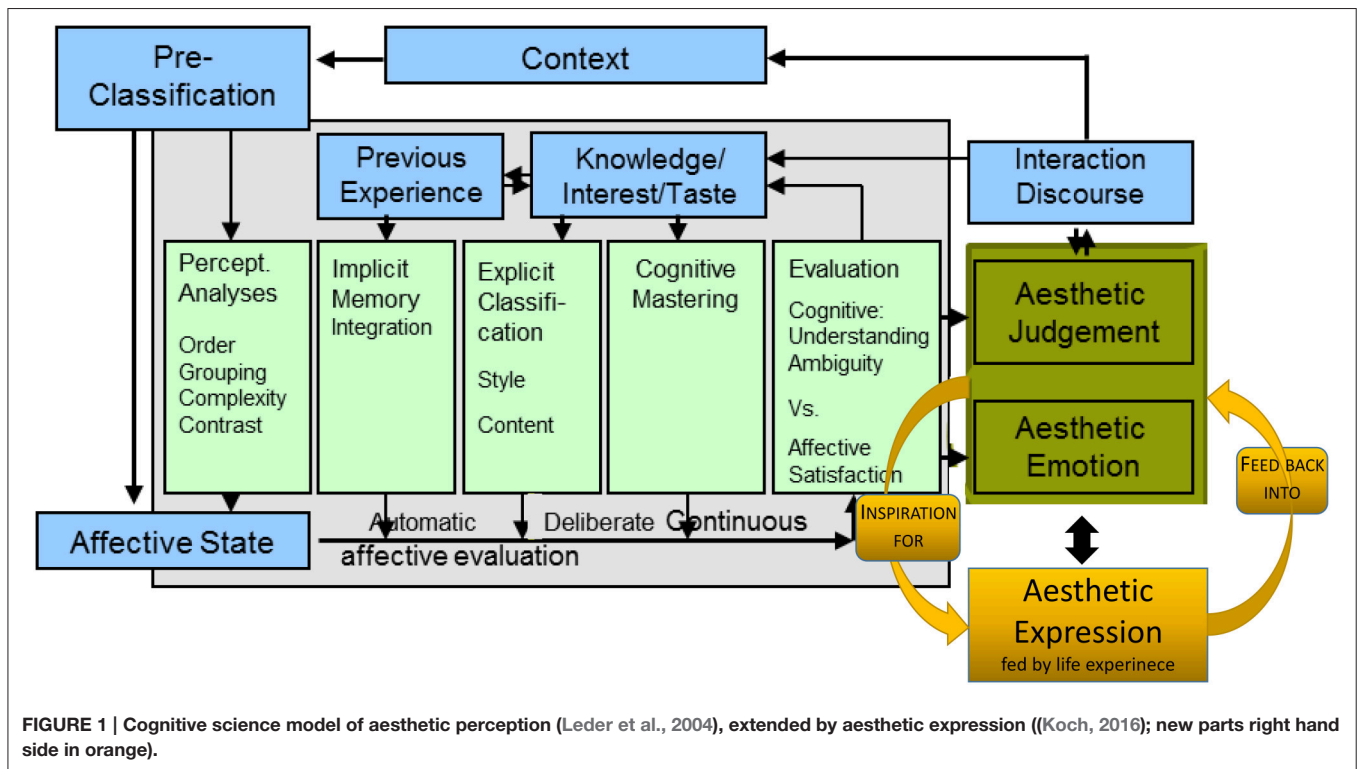 Pre-
Classification
Context
Previous
Experience
Knowledge/
Interest/Taste
Interaction
Discourse
Percept.
Analyses
Order
Grouping
Complexity
Contrast
Implicit
Memory
Integration
Explicit
Classifi-
cation
Style
Content
Cognitive
Mastering
Evaluation
Cognitive:
Understanding
Ambiguity
Vs.
Affective
Satisfaction
Aesthetic
Judgement
Aesthetic
Emotion
FEED BACK
INTO
INSPIRATION
FOR
Affective State
Automatic Deliberate Continuous
affective evaluation
Aesthetic
Expression
fed by life experinece
FIGURE 1 | Cognitive science model of aesthetic perception (Leder et al., 2004), extended by aesthetic expression ((Koch, 2016); new parts right hand
side in orange).